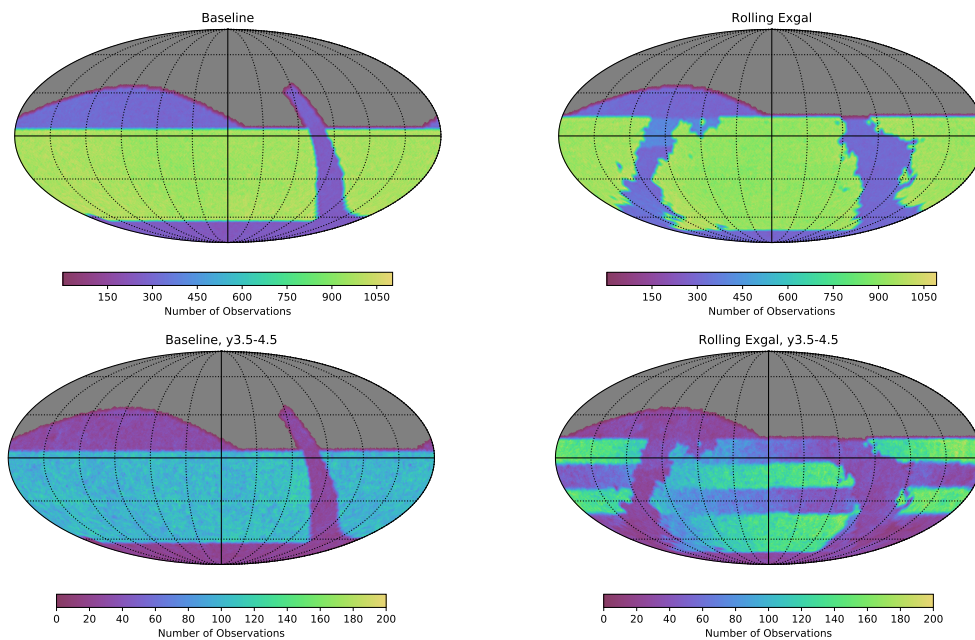 Baseline
Rolling Exgal
150 300 450 600 750 900 1050
Number of Observations
150 300 450 600 750 900 1050
Number of Observations
Baseline, y3.5-4.5
Rolling Exgal, y3.5-4.5
0 20 40 60 80 100 120 140 160 180 200
Number of Observations
0 20 40 60 80 100 120 140 160 180 200
Number of Observations